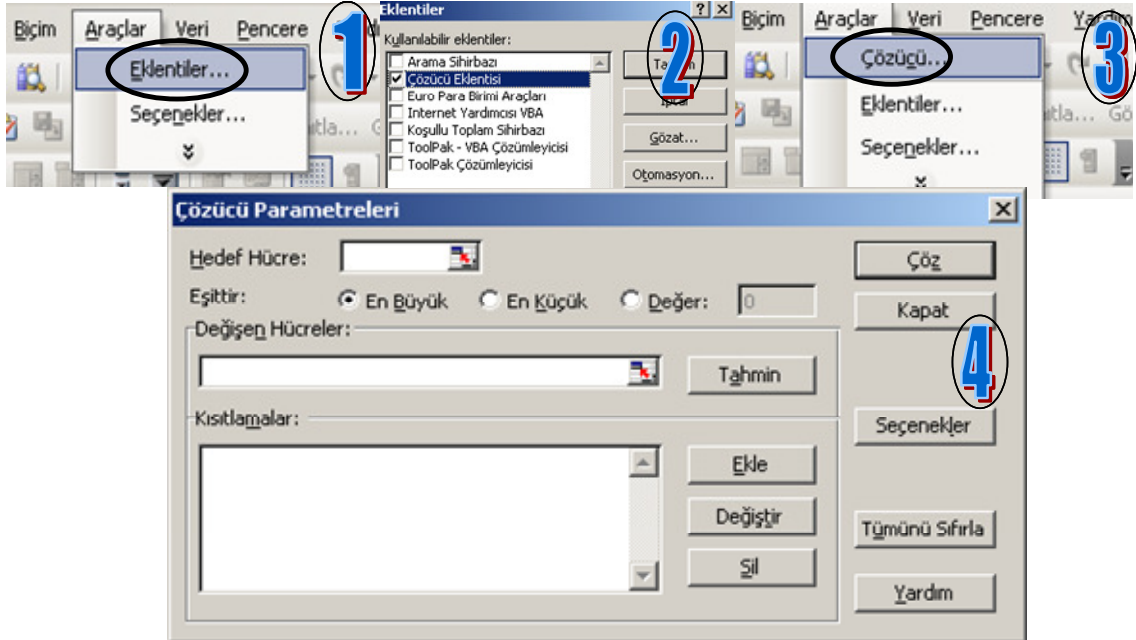 Biçim Araçlar Veri Pencere
Eklentiler...
Seçenekler...
1
Eklentiler
Kullanılabilir eklentiler:
Arama Sihirbazı
Çözücü Eklentisi
Euro Para Birimi Araçları
Internet Yardımcısı VBA
Koşullu Toplam Sihirbazı
ToolPak - VBA Çözümleyicisi
ToolPak Çözümleyicisi
Gözat...
Otomasyon...
2
Biçim Araçlar Veri Pencere Yardım
Çözücü...
Eklentiler...
Seçenekler...
3
Çözücü Parametreleri
Hedef Hücre:
Eşittir: En Büyük En Küçük Değer: 0
Değişen Hücreler:
Tahmin
Kısıtlamalar:
Ekle
Değiştir
Sil
Çöz
Kapat
4
Seçenekler
Tümünü Sıfırla
Yardım